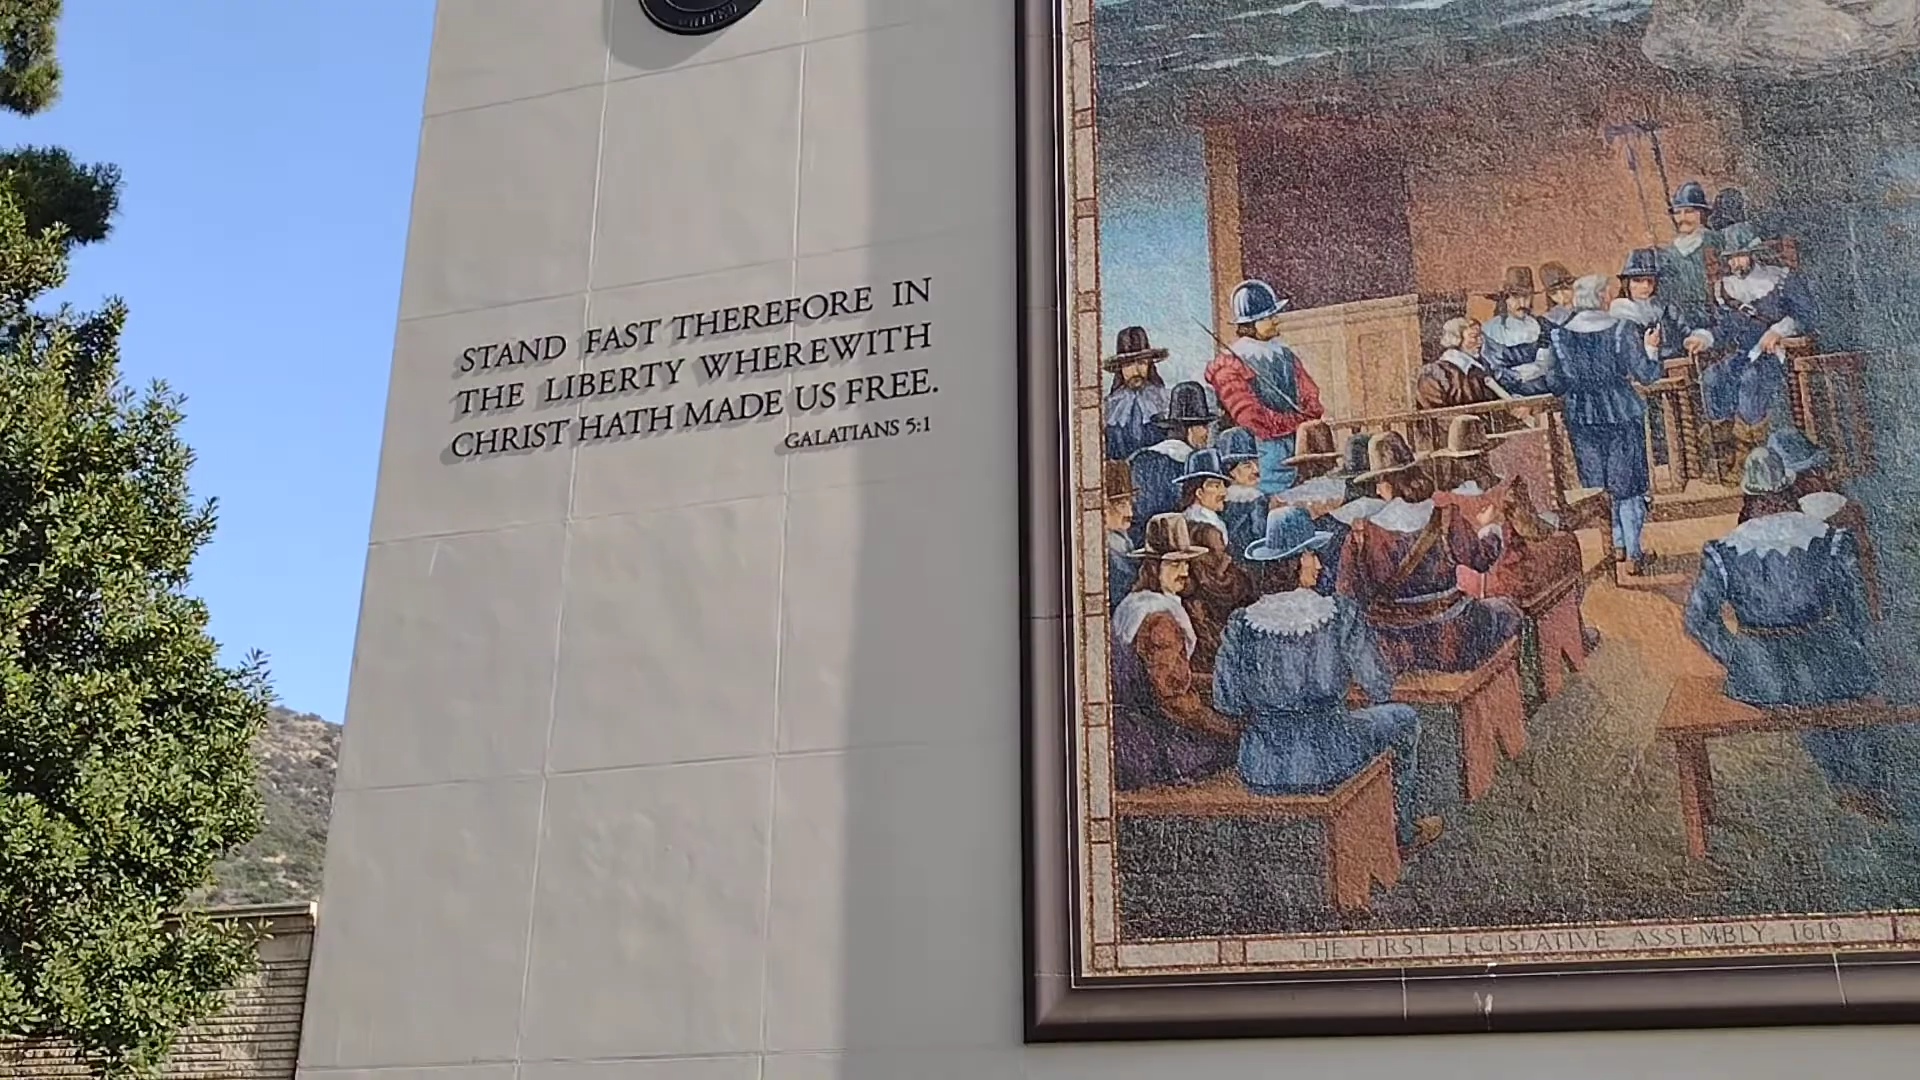 STAND FAST THEREFORE IN
THE LIBERTY WHEREWITH
CHRIST HATH MADE US FREE.
GALATIANS 5:1
THE FIRST LEGISLATIVE ASSEMBLY, 1619